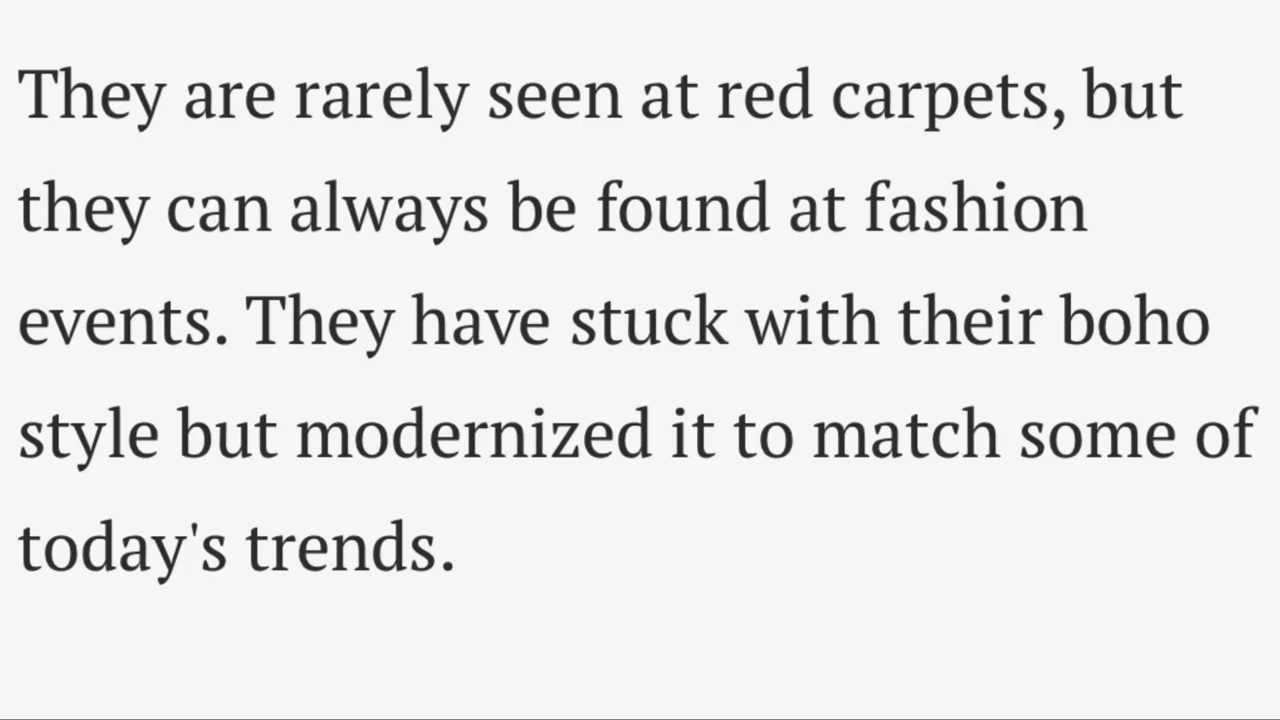 They are rarely seen at red carpets, but
they can always be found at fashion
events. They have stuck with their boho
style but modernized it to match some of
today's trends.